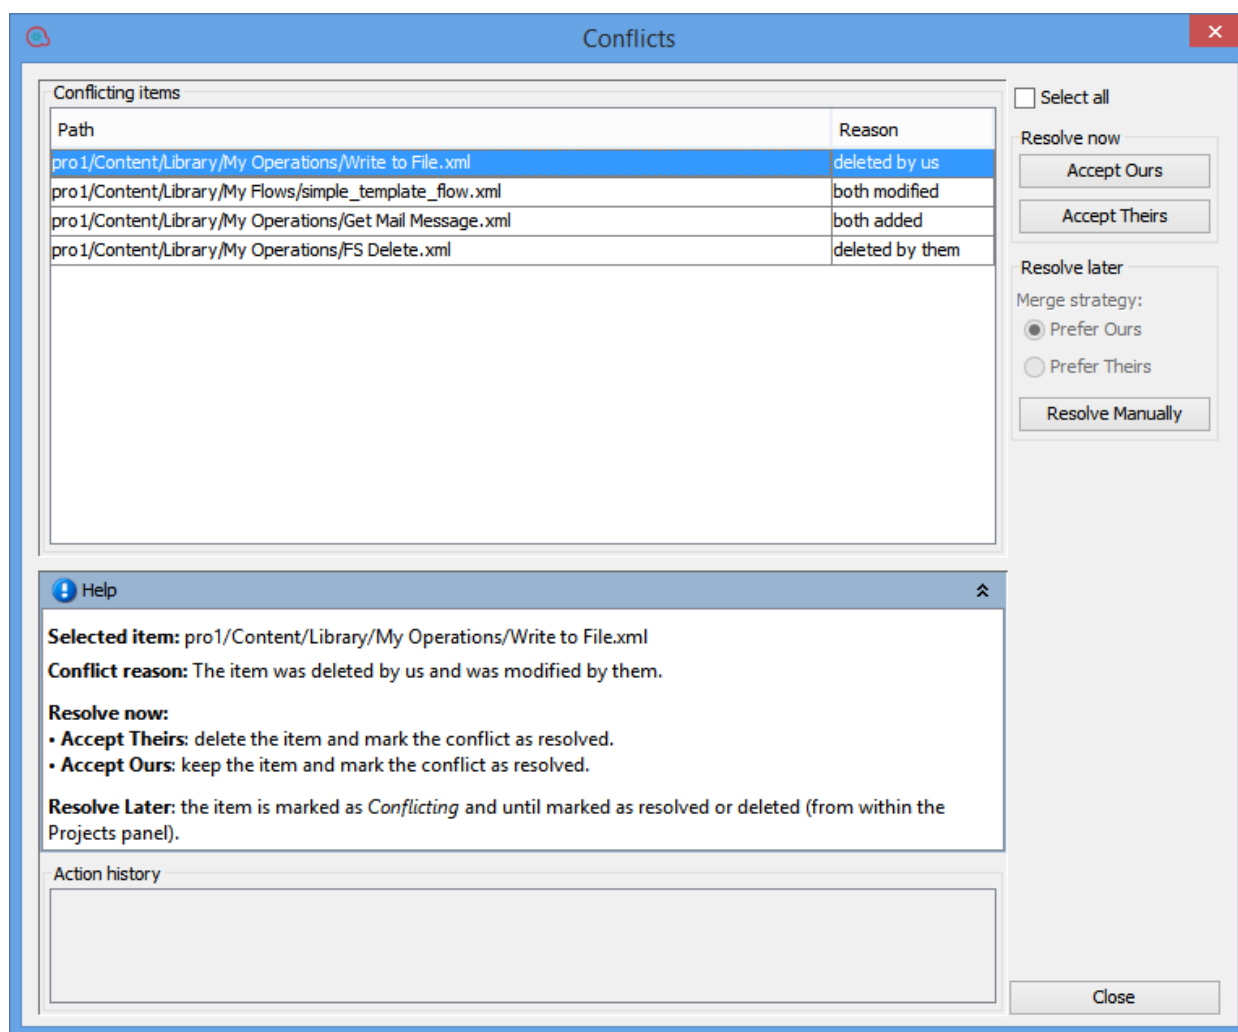 Conflicts
Conflicting items
Path Reason
pro1/Content/Library/My Operations/Write to File.xml deleted by us
pro1/Content/Library/My Flows/simple_template_flow.xml both modified
pro1/Content/Library/My Operations/Get Mail Message.xml both added
pro1/Content/Library/My Operations/FS Delete.xml deleted by them
Select all
Resolve now
Accept Ours
Accept Theirs
Resolve later
Merge strategy:
Prefer Ours
Prefer Theirs
Resolve Manually
Help
Selected item: pro1/Content/Library/My Operations/Write to File.xml
Conflict reason: The item was deleted by us and was modified by them.
Resolve now:
• Accept Theirs: delete the item and mark the conflict as resolved.
• Accept Ours: keep the item and mark the conflict as resolved.
Resolve Later: the item is marked as Conflicting and until marked as resolved or deleted (from within the
Projects panel).
Action history
Close